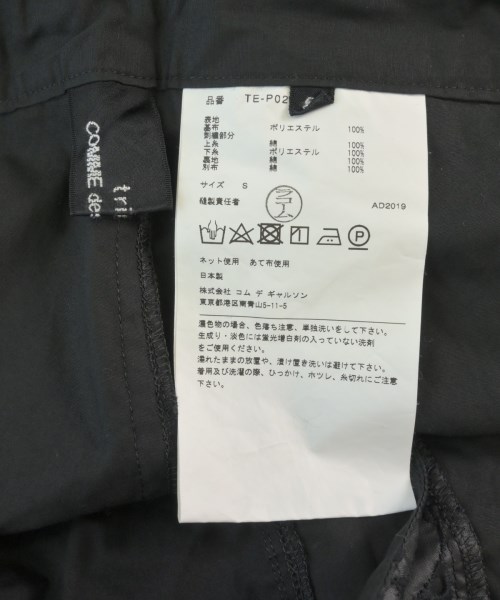 品番 TE-P02
表地
基布 ポリエステル 100%
刺繍部分
上糸 綿 100%
下糸 ポリエステル 100%
裏地 綿 100%
別布 綿 100%
サイズ S
縫製責任者 AD2019
ネット使用 あて布使用
日本製
株式会社 コム デ ギャルソン
東京都港区南青山5-11-5
濃色物の場合、色落ち注意、単独洗いをして下さい。
生成り・淡色には蛍光増白剤の入っていない洗剤
をご使用ください。
濡れたままの放置や、漬け置き洗いは避けて下さい。
着用及び洗濯の際、ひっかけ、ホツレ、糸切れにご注意
下さい。
tri
COMME des